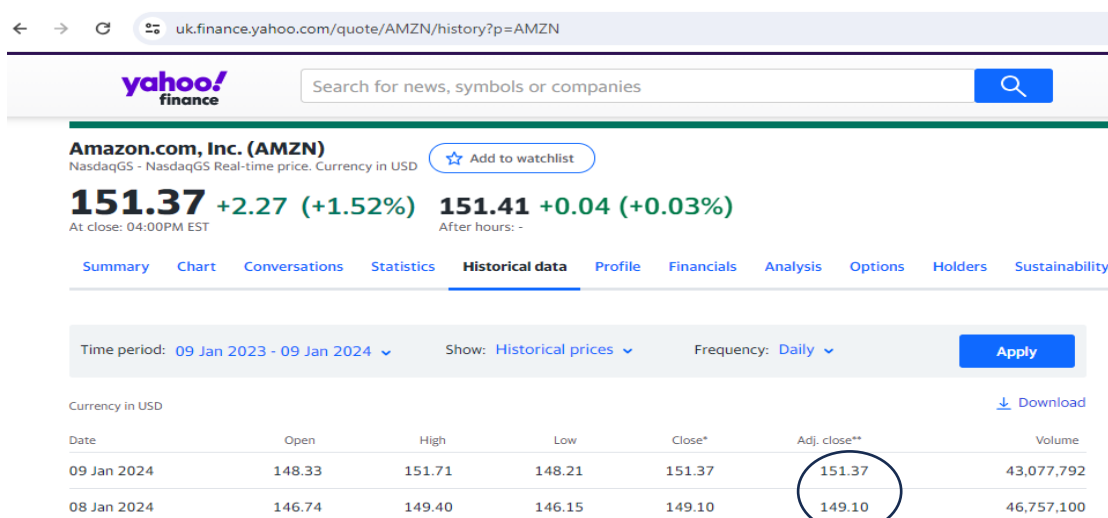 uk.finance.yahoo.com/quote/AMZN/history?p=AMZN
yahoo!
finance
Search for news, symbols or companies
Amazon.com, Inc. (AMZN)
NasdaqGS - NasdaqGS Real-time price. Currency in USD
Add to watchlist
151.37 +2.27 (+1.52%) 151.41 +0.04 (+0.03%)
At close: 04:00PM EST After hours: -
Summary Chart Conversations Statistics Historical data Profile Financials Analysis Options Holders Sustainability
Time period: 09 Jan 2023 - 09 Jan 2024 Show: Historical prices Frequency: Daily Apply
Currency in USD Download
Date Open High Low Close* Adj. close** Volume
09 Jan 2024 148.33 151.71 148.21 151.37 151.37 43,077,792
08 Jan 2024 146.74 149.40 146.15 149.10 149.10 46,757,100